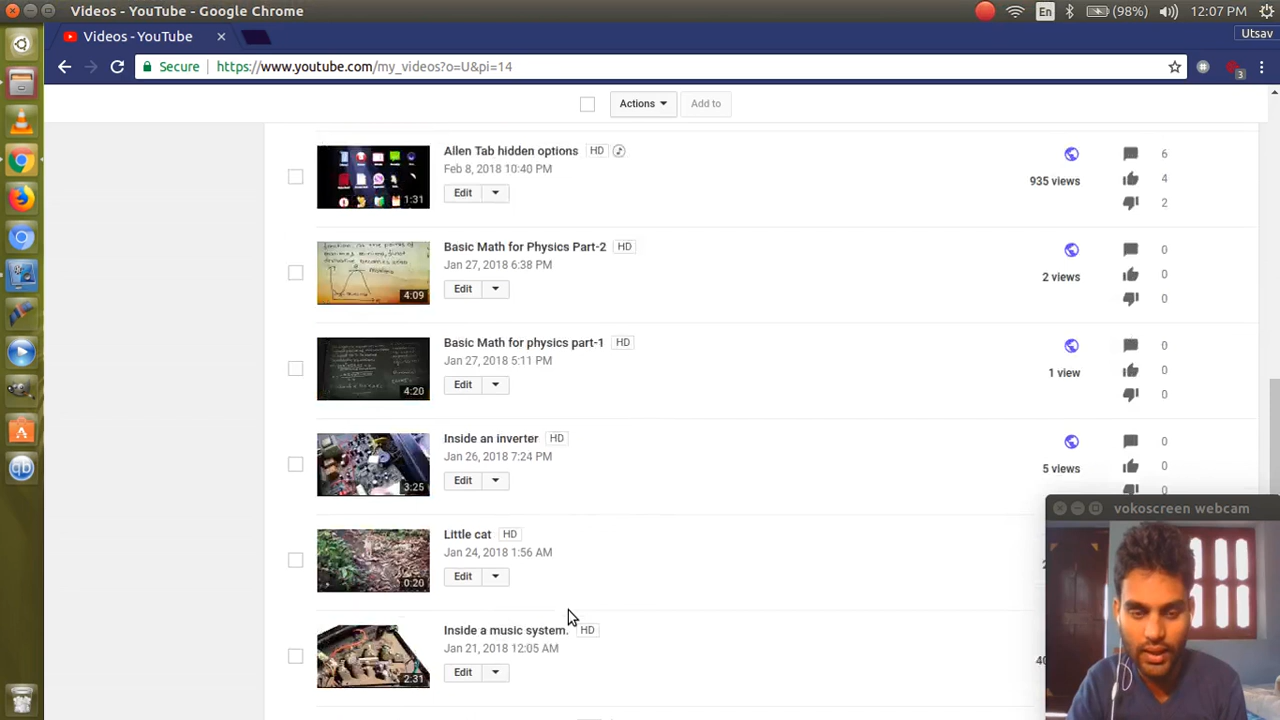 Videos - YouTube - Google Chrome
En
(98%)
12:07 PM
Videos - YouTube
Utsav
Secure
https://www.youtube.com/my_videos?o=U&pi=14
3
Actions
Add to
Allen Tab hidden options HD
Feb 8, 2018 10:40 PM
Edit
1:31
935 views
6
4
2
Basic Math for Physics Part-2 HD
Jan 27, 2018 6:38 PM
Edit
4:09
2 views
0
0
0
Basic Math for physics part-1 HD
Jan 27, 2018 5:11 PM
Edit
4:20
1 view
0
0
0
Inside an inverter HD
Jan 26, 2018 7:24 PM
Edit
3:25
5 views
0
0
0
vokoscreen webcam
Little cat HD
Jan 24, 2018 1:56 AM
Edit
0:20
Inside a music system. HD
Jan 21, 2018 12:05 AM
Edit
2:31
qb